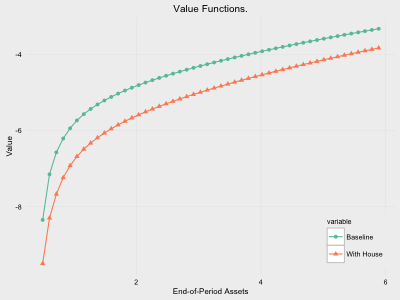 Value Functions.
-4
-6
-8
Value
2
4
6
End-of-Period Assets
variable
Baseline
With House